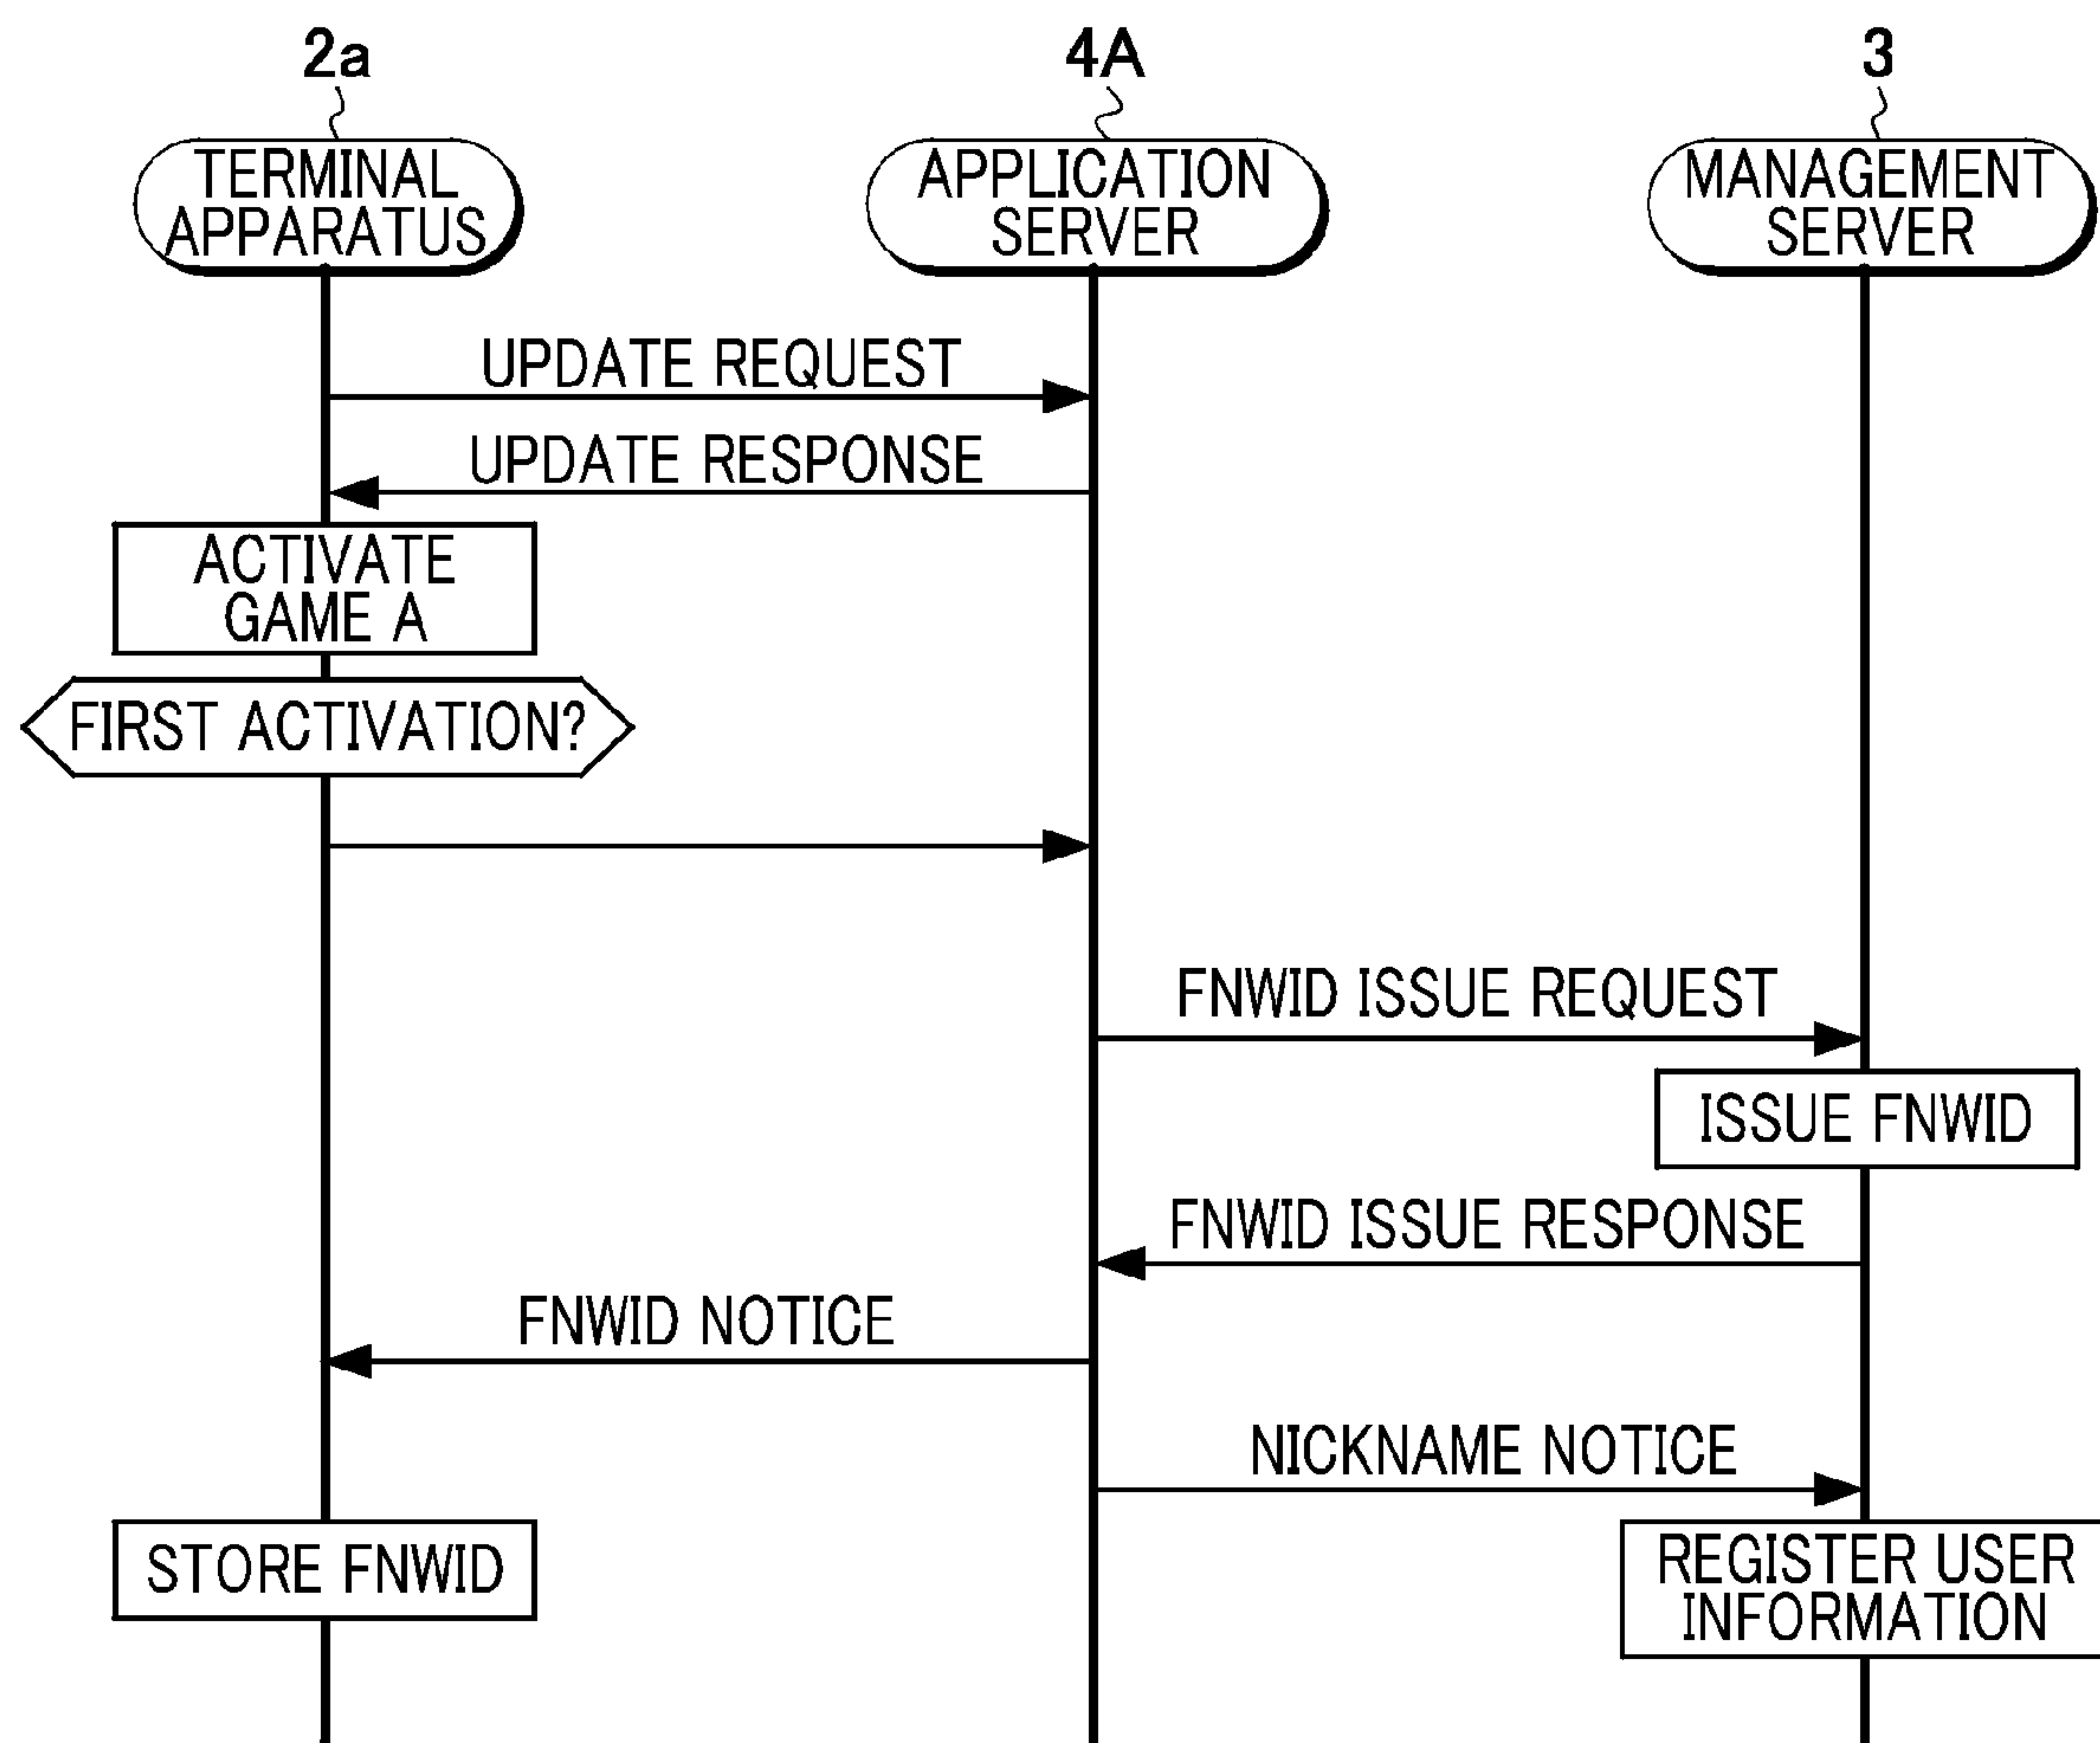 2a
4A
3
TERMINAL
APPARATUS
APPLICATION
SERVER
MANAGEMENT
SERVER
UPDATE REQUEST
UPDATE RESPONSE
ACTIVATE
GAME A
FIRST ACTIVATION?
FNWID ISSUE REQUEST
ISSUE FNWID
FNWID ISSUE RESPONSE
FNWID NOTICE
NICKNAME NOTICE
STORE FNWID
REGISTER USER
INFORMATION